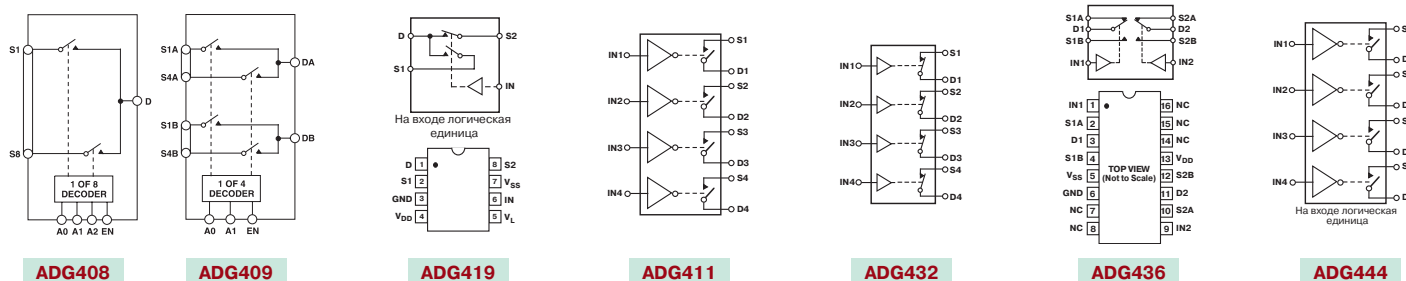 S1
S8
D
1 OF 8
DECODER
A0 A1 A2 EN
ADG408
S1A
S4A
S1B
S4B
DA
DB
1 OF 4
DECODER
A0 A1 EN
ADG409
D
S2
S1
IN
На входе логическая
единица
D 1 8 S2
S1 2 7 VSS
GND 3 6 IN
VDD 4 5 VL
ADG419
IN1 S1
D1
IN2 S2
D2
IN3 S3
D3
IN4 S4
D4
ADG411
IN1 S1
D1
IN2 S2
D2
IN3 S3
D3
IN4 S4
D4
ADG432
S1A S2A
D1 D2
S1B S2B
IN1 IN2
IN1 1 16 NC
S1A 2 15 NC
D1 3 14 NC
S1B 4 13 VDD
VSS 5 12 S2B
GND 6 11 D2
NC 7 10 S2A
NC 8 9 IN2
TOP VIEW
(Not to Scale)
ADG436
IN1 S
D
IN2 S
D
IN3 S
D
IN4 S
D
На входе логическая
единица
ADG444